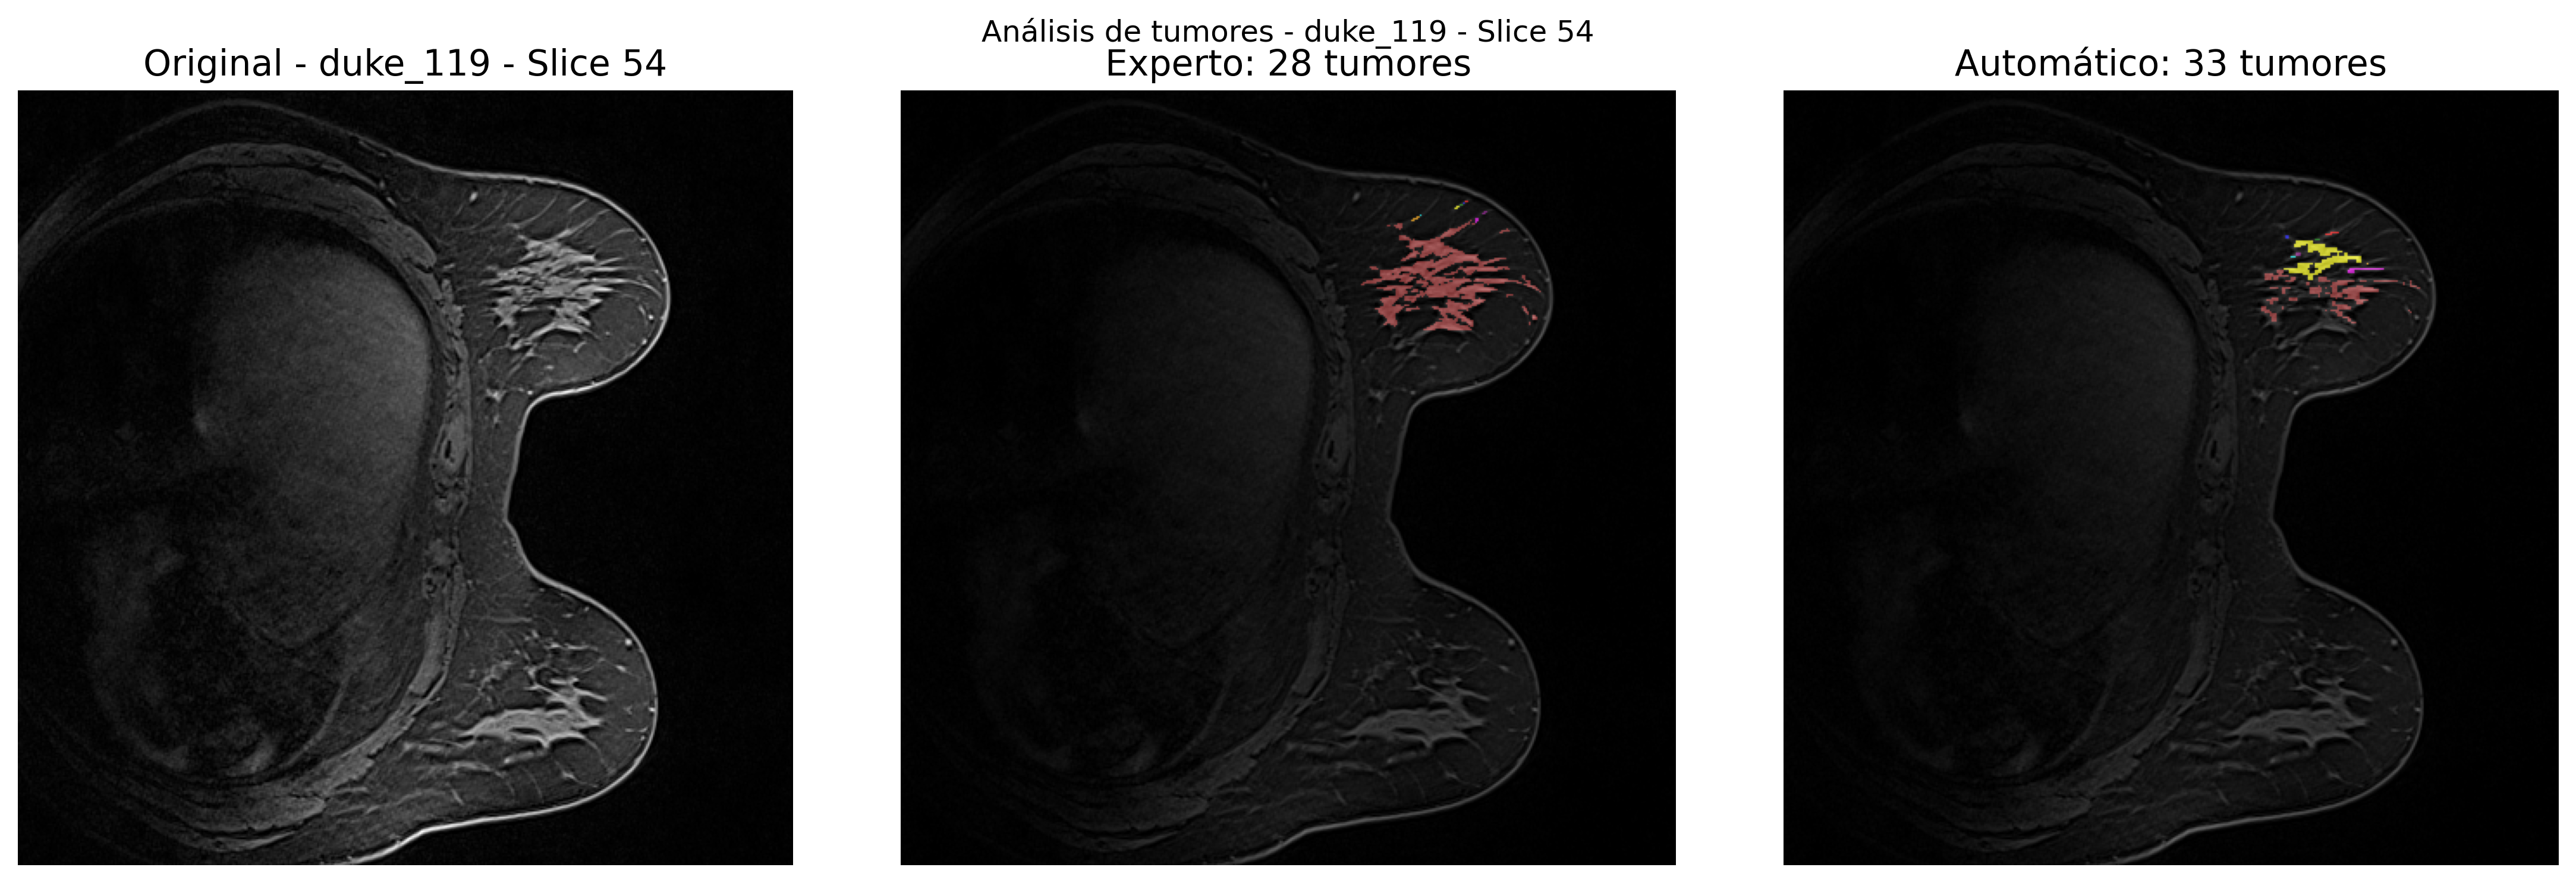 Análisis de tumores - duke_119 - Slice 54
Original - duke_119 - Slice 54
Experto: 28 tumores
Automático: 33 tumores